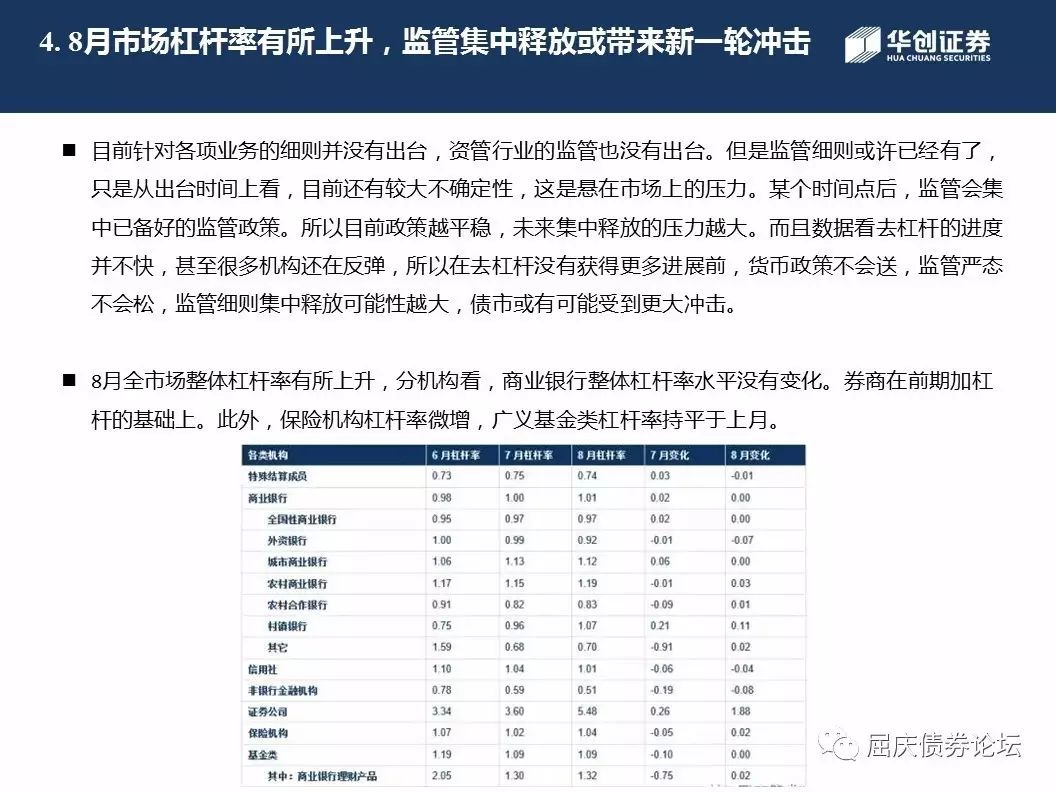 4. 8月市场杠杆率有所上升，监管集中释放或带来新一轮冲击
华创证券
HUA CHUANG SECURITIES
■ 目前针对各项业务的细则并没有出台，资管行业的监管也没有出台。但是监管细则或许已经有了，
只是从出台时间上看，目前还有较大不确定性，这是悬在市场上的压力。某个时间点后，监管会集
中已备好的监管政策。所以目前政策越平稳，未来集中释放的压力越大。而且数据看去杠杆的进度
并不快，甚至很多机构还在反弹，所以在去杠杆没有获得更多进展前，货币政策不会送，监管严态
不会松，监管细则集中释放可能性越大，债市或有可能受到更大冲击。
■ 8月全市场整体杠杆率有所上升，分机构看，商业银行整体杠杆率水平没有变化。券商在前期加杠
杆的基础上。此外，保险机构杠杆率微增，广义基金类杠杆率持平于上月。
各类机构 6月杠杆率 7月杠杆率 8月杠杆率 7月变化 8月变化
特殊结算成员 0.73 0.75 0.74 0.03 -0.01
商业银行 0.98 1.00 1.01 0.02 0.00
全国性商业银行 0.95 0.97 0.97 0.02 0.00
外资银行 1.00 0.99 0.92 -0.01 -0.07
城市商业银行 1.06 1.13 1.12 0.06 0.00
农村商业银行 1.17 1.15 1.19 -0.01 0.03
农村合作银行 0.91 0.82 0.83 -0.09 0.01
村镇银行 0.75 0.96 1.07 0.21 0.11
其它 1.59 0.68 0.70 -0.91 0.02
信用社 1.10 1.04 1.01 -0.06 -0.04
非银行金融机构 0.78 0.59 0.51 -0.19 -0.08
证券公司 3.34 3.60 5.48 0.26 1.88
保险机构 1.07 1.02 1.04 -0.05 0.02
基金类 1.19 1.09 1.09 -0.10 0.00
其中：商业银行理财产品 2.05 1.30 1.32 -0.75 0.02
屈庆债券论坛